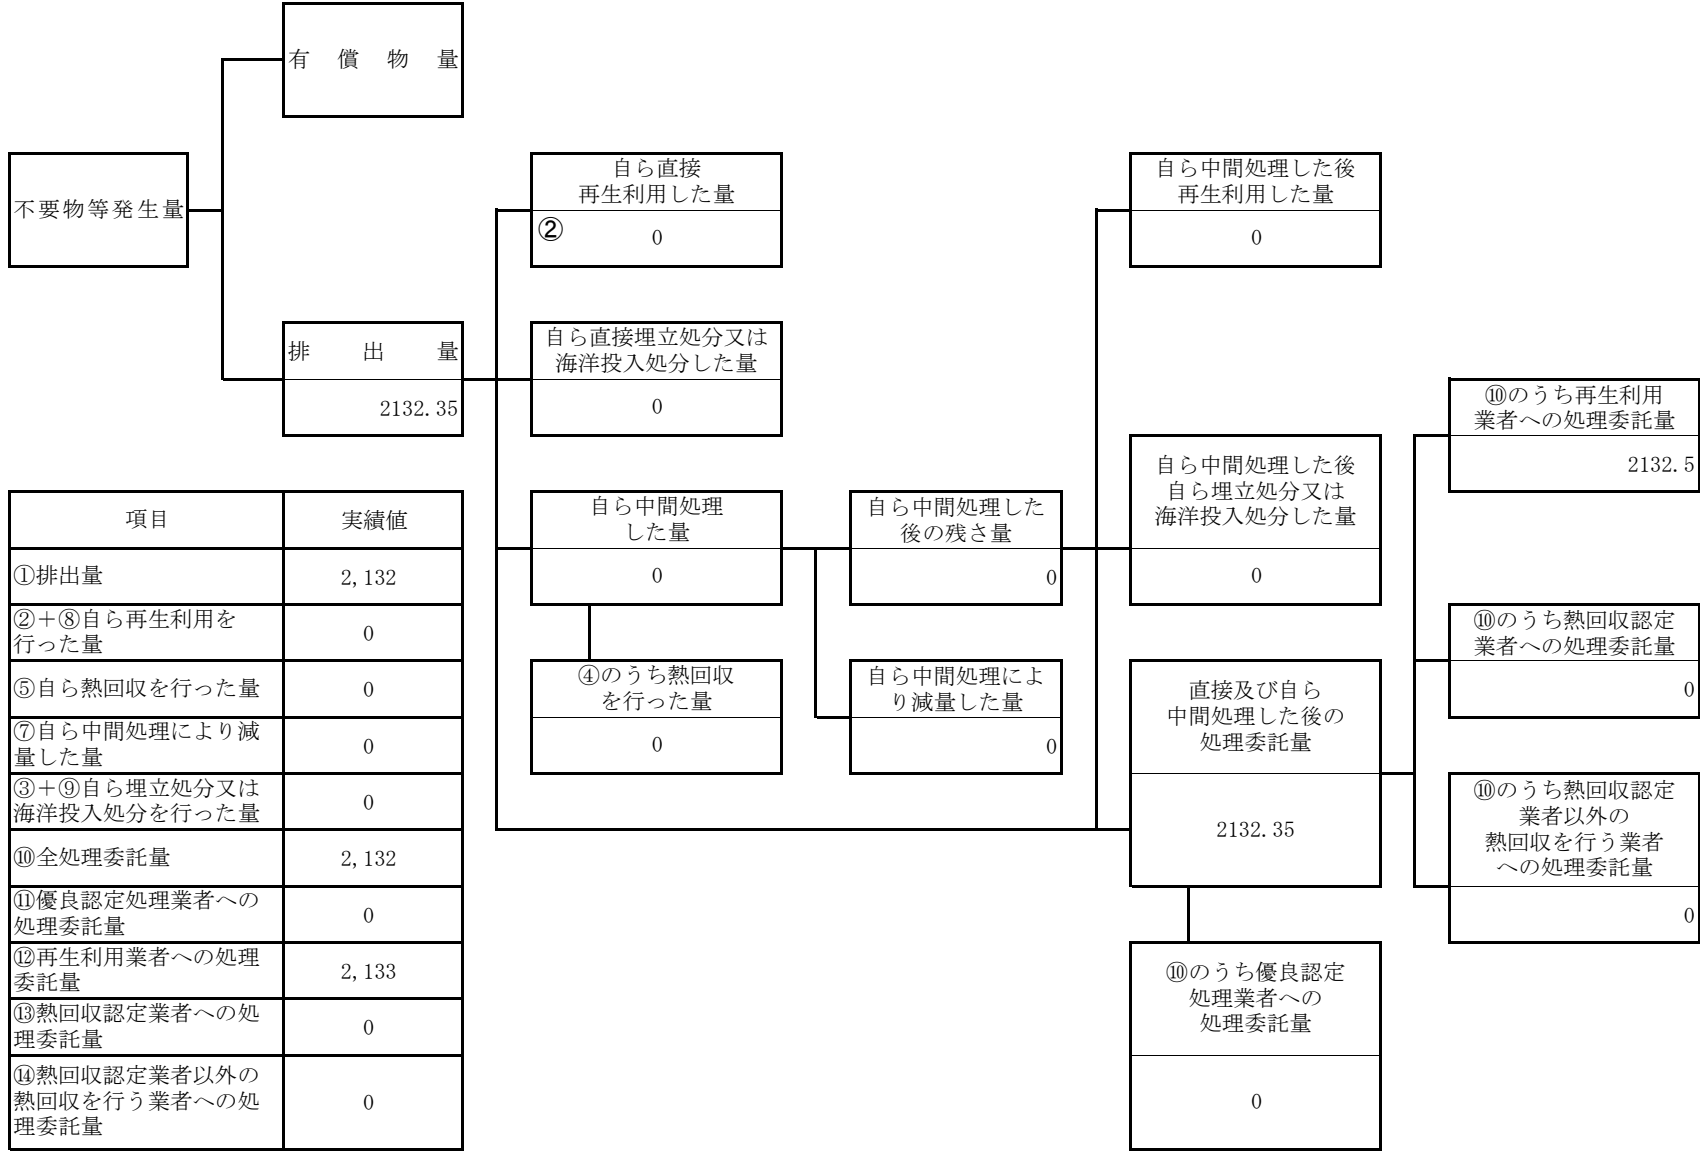 有償物量
不要物等発生量
排出量
2132.35
自ら直接
再生利用した量
②
0
自ら直接埋立処分又は
海洋投入処分した量
0
自ら中間処理
した量
0
④のうち熱回収
を行った量
0
自ら中間処理した
後の残さ量
0
自ら中間処理によ
り減量した量
0
自ら中間処理した後
再生利用した量
0
自ら中間処理した後
自ら埋立処分又は
海洋投入処分した量
0
直接及び自ら
中間処理した後の
処理委託量
2132.35
⑩のうち優良認定
処理業者への
処理委託量
0
⑩のうち再生利用
業者への処理委託量
2132.5
⑩のうち熱回収認定
業者への処理委託量
0
⑩のうち熱回収認定
業者以外の
熱回収を行う業者
への処理委託量
0
項目 実績値
①排出量 2,132
②＋⑧自ら再生利用を
行った量
0
⑤自ら熱回収を行った量 0
⑦自ら中間処理により減
量した量
0
③＋⑨自ら埋立処分又は
海洋投入処分を行った量
0
⑩全処理委託量 2,132
⑪優良認定処理業者への
処理委託量
0
⑫再生利用業者への処理
委託量
2,133
⑬熱回収認定業者への処
理委託量
0
⑭熱回収認定業者以外の
熱回収を行う業者への処
理委託量
0